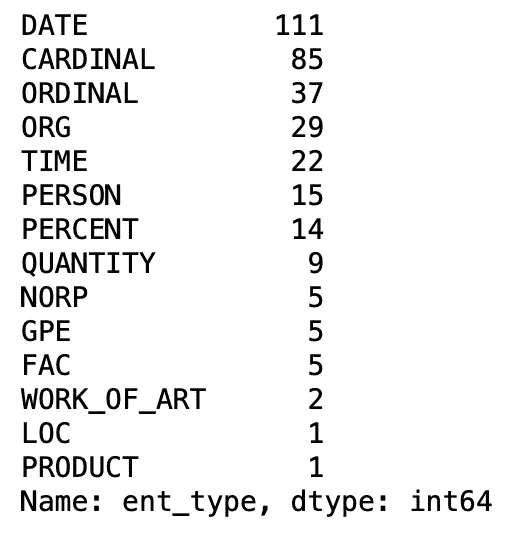 DATE 111
CARDINAL 85
ORDINAL 37
ORG 29
TIME 22
PERSON 15
PERCENT 14
QUANTITY 9
NORP 5
GPE 5
FAC 5
WORK_OF_ART 2
LOC 1
PRODUCT 1
Name: ent_type, dtype: int64